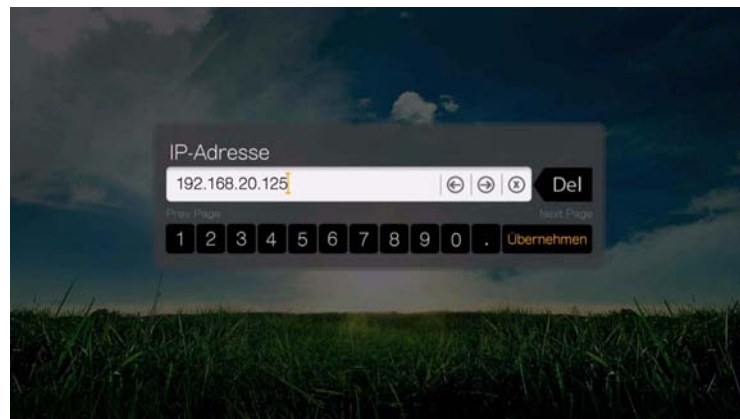 IP-Adresse
192.168.20.125
Del
Prev Page Next Page
1 2 3 4 5 6 7 8 9 0 . Übernehmen